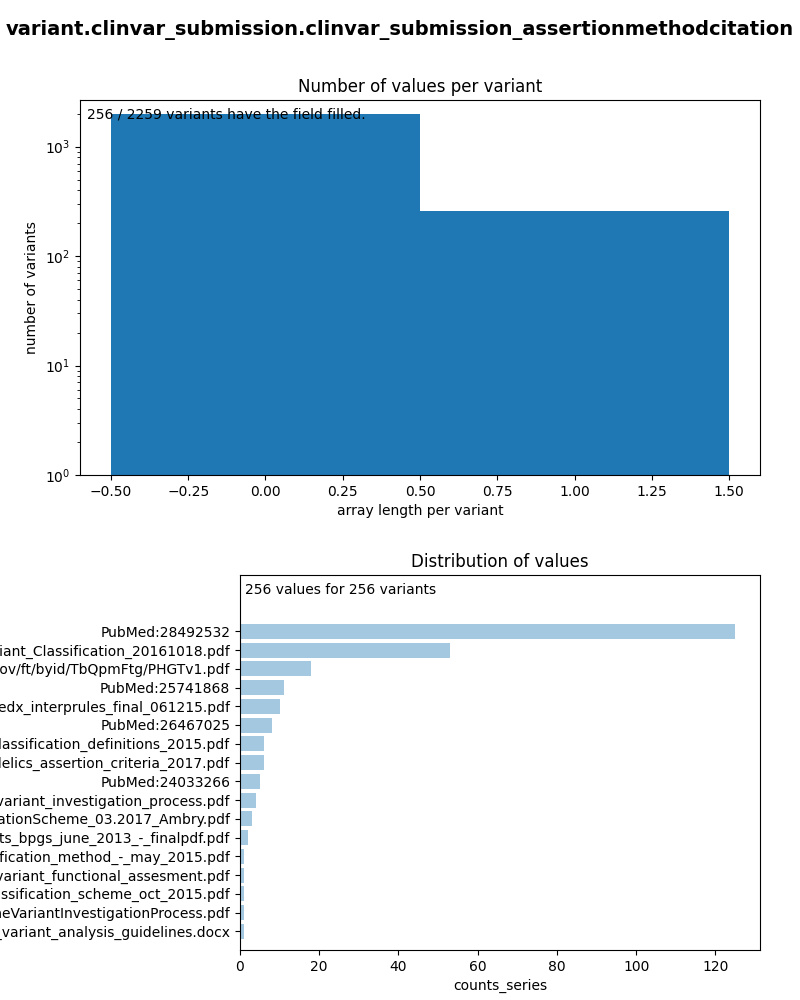 variant.clinvar_submission.clinvar_submission_assertionmethodcitation
Number of values per variant
256 / 2259 variants have the field filled.
number of variants
10³
10²
10¹
10⁰
−0.50 −0.25 0.00 0.25 0.50 0.75 1.00 1.25 1.50
array length per variant
Distribution of values
256 values for 256 variants
PubMed:28492532
iant_Classification_20161018.pdf
ov/ft/byid/TbQpmFtg/PHGTv1.pdf
PubMed:25741868
edx_interprules_final_061215.pdf
PubMed:26467025
lassification_definitions_2015.pdf
lelics_assertion_criteria_2017.pdf
PubMed:24033266
variant_investigation_process.pdf
ationScheme_03.2017_Ambry.pdf
ts_bpgs_june_2013_-_finalpdf.pdf
fication_method_-_may_2015.pdf
variant_functional_assesment.pdf
ssification_scheme_oct_2015.pdf
neVariantInvestigationProcess.pdf
_variant_analysis_guidelines.docx
0 20 40 60 80 100 120
counts_series